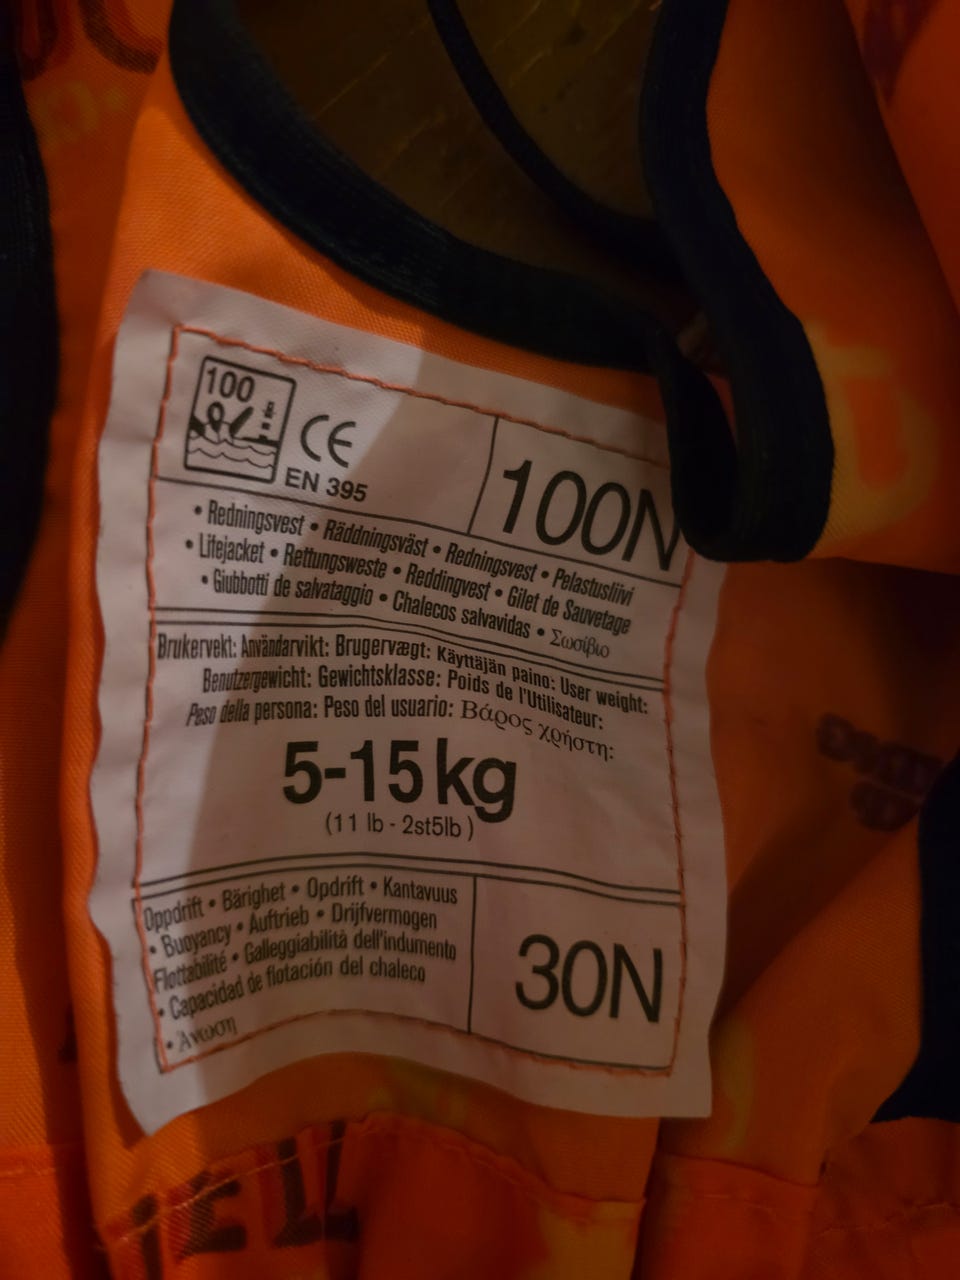 100
CE
EN 395
100N
• Redningsvest • Räddningsväst • Redningsvest • Pelastusliivi
• Lifejacket • Rettungsweste • Reddingvest • Gilet de Sauvetage
• Giubbotti de salvataggio • Chalecos salvavidas • Σωσίβιο
Brukervekt: Användarvikt: Brugervægt: Käyttäjän paino: User weight:
Benutzergewicht: Gewichtsklasse: Poids de l'Utilisateur:
Peso della persona: Peso del usuario: Βάρος χρήστη:
5-15kg
(11 lb - 2st5lb)
Oppdrift • Bärighet • Opdrift • Kantavuus
• Buoyancy • Auftrieb • Drijfvermogen
Flottabilité • Galleggiabilità dell'indumento
• Capacidad de flotación del chaleco
• Άνωση
30N